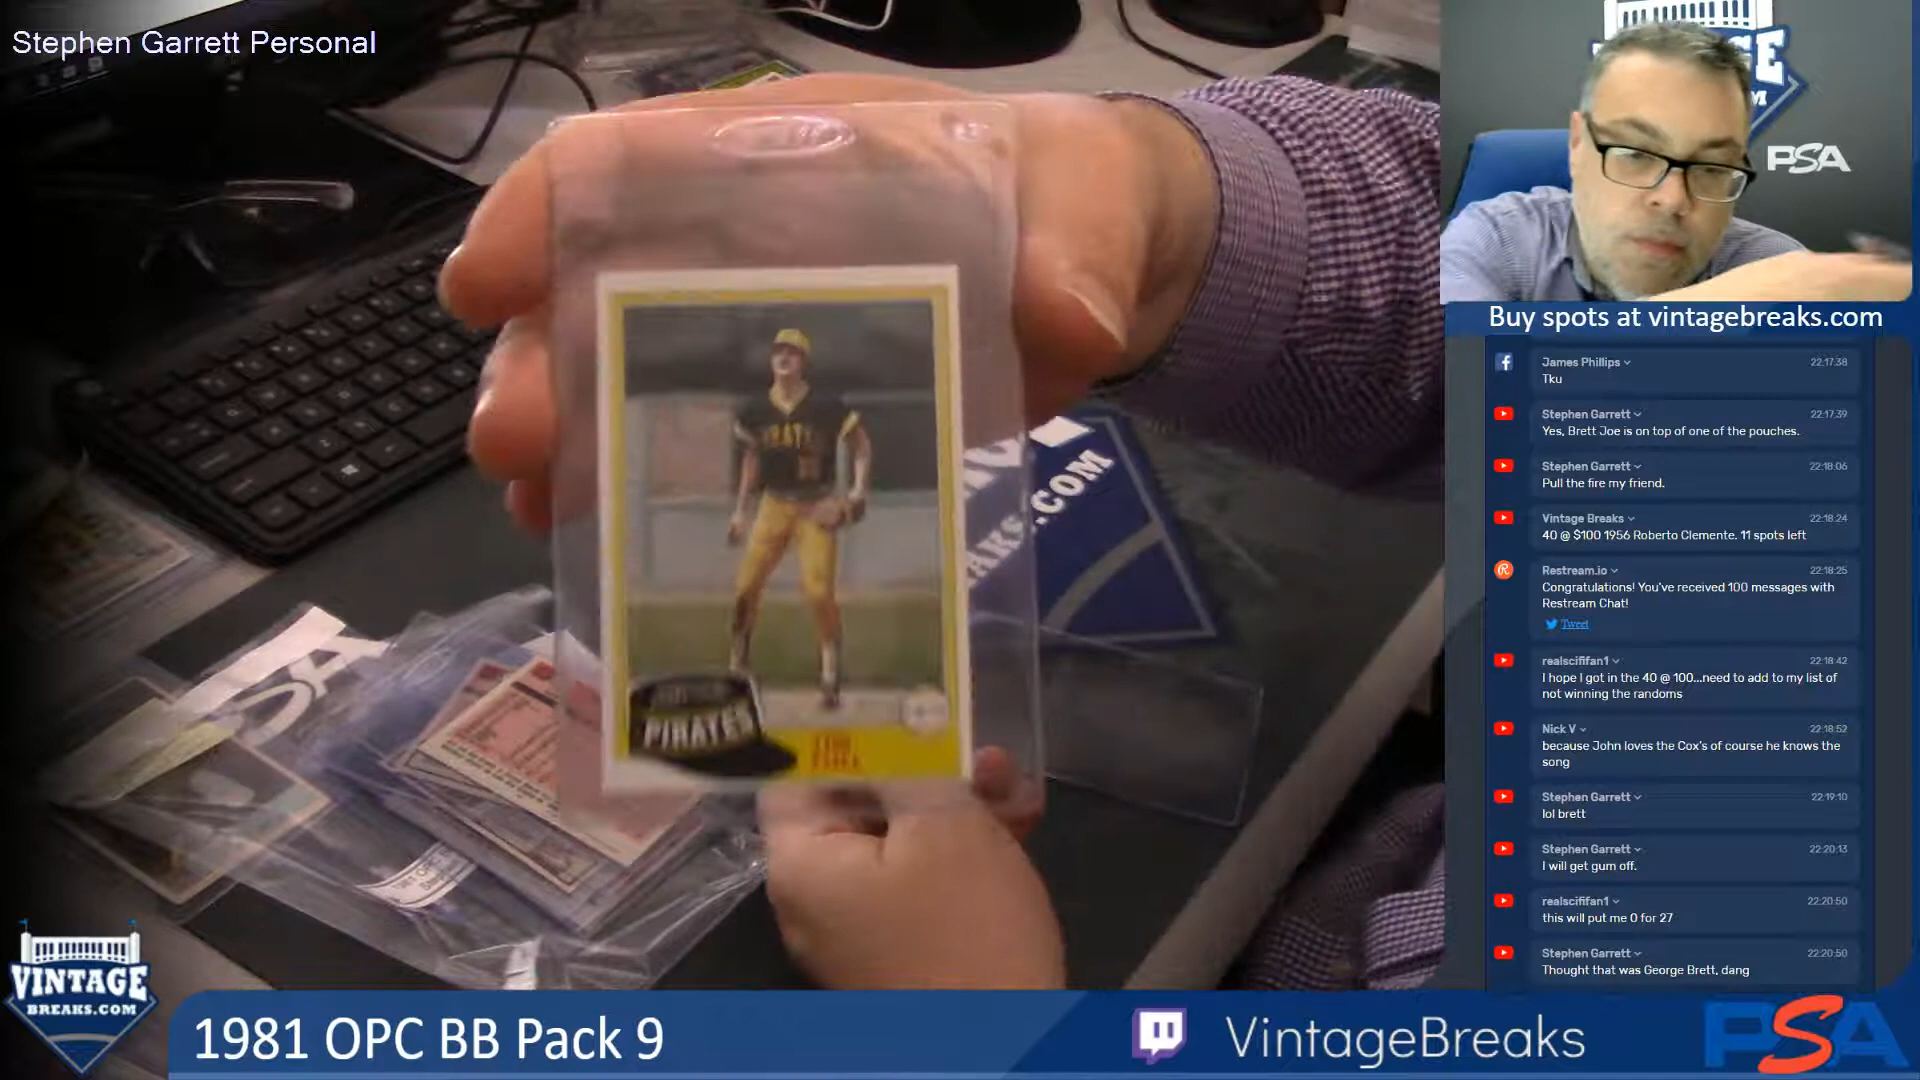 Stephen Garrett Personal
PSA
Buy spots at vintagebreaks.com
James Phillips 22:17:38
Tku
Stephen Garrett 22:17:39
Yes, Brett Joe is on top of one of the pouches.
Stephen Garrett 22:18:06
Pull the fire my friend.
Vintage Breaks 22:18:24
40 @ $100 1956 Roberto Clemente. 11 spots left
Restream.io 22:18:25
Congratulations! You've received 100 messages with
Restream Chat!
Tweet
realscififan1 22:18:42
I hope I got in the 40 @ 100...need to add to my list of
not winning the randoms
Nick V 22:18:52
because John loves the Cox's of course he knows the
song
Stephen Garrett 22:19:10
lol brett
Stephen Garrett 22:20:13
I will get gum off.
realscififan1 22:20:50
this will put me 0 for 27
Stephen Garrett 22:20:50
Thought that was George Brett, dang
PIRATES
VINTAGE
BREAKS.COM
1981 OPC BB Pack 9
VintageBreaks
PSA